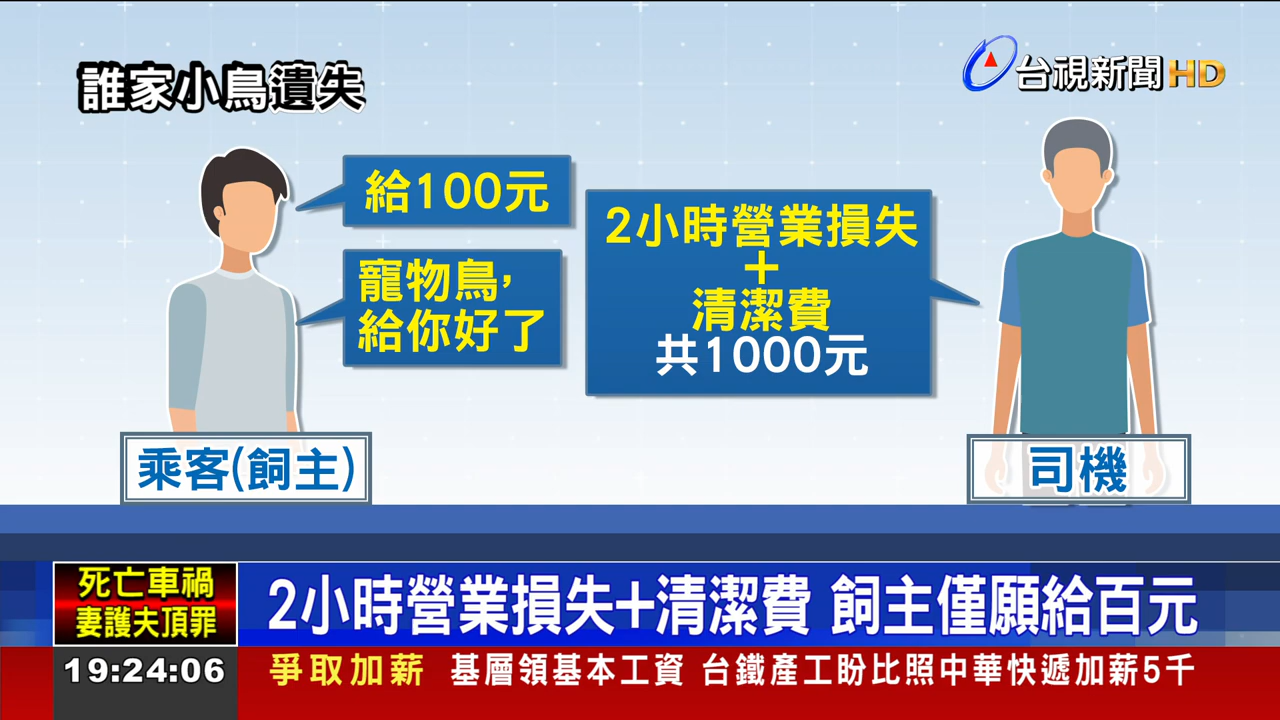 誰家小鳥遺失
台視新聞HD
給100元
寵物鳥,
給你好了
2小時營業損失
+
清潔費
共1000元
乘客(飼主)
司機
死亡車禍
妻護夫頂罪
2小時營業損失+清潔費 飼主僅願給百元
19:24:06
爭取加薪 基層領基本工資 台鐵產工盼比照中華快遞加薪5千